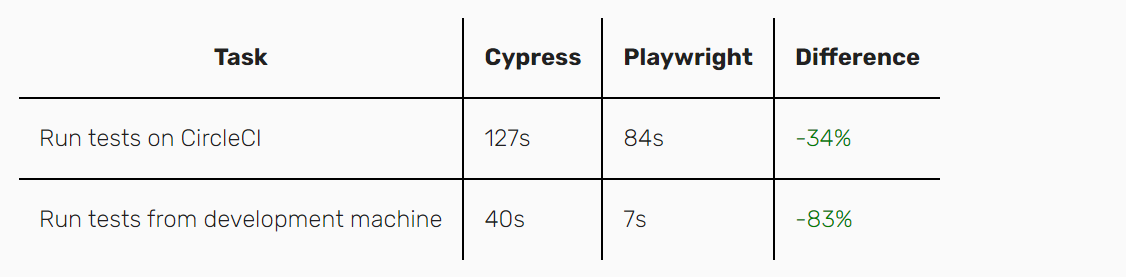 Task Cypress Playwright Difference
Run tests on CircleCI 127s 84s -34%
Run tests from development machine 40s 7s -83%